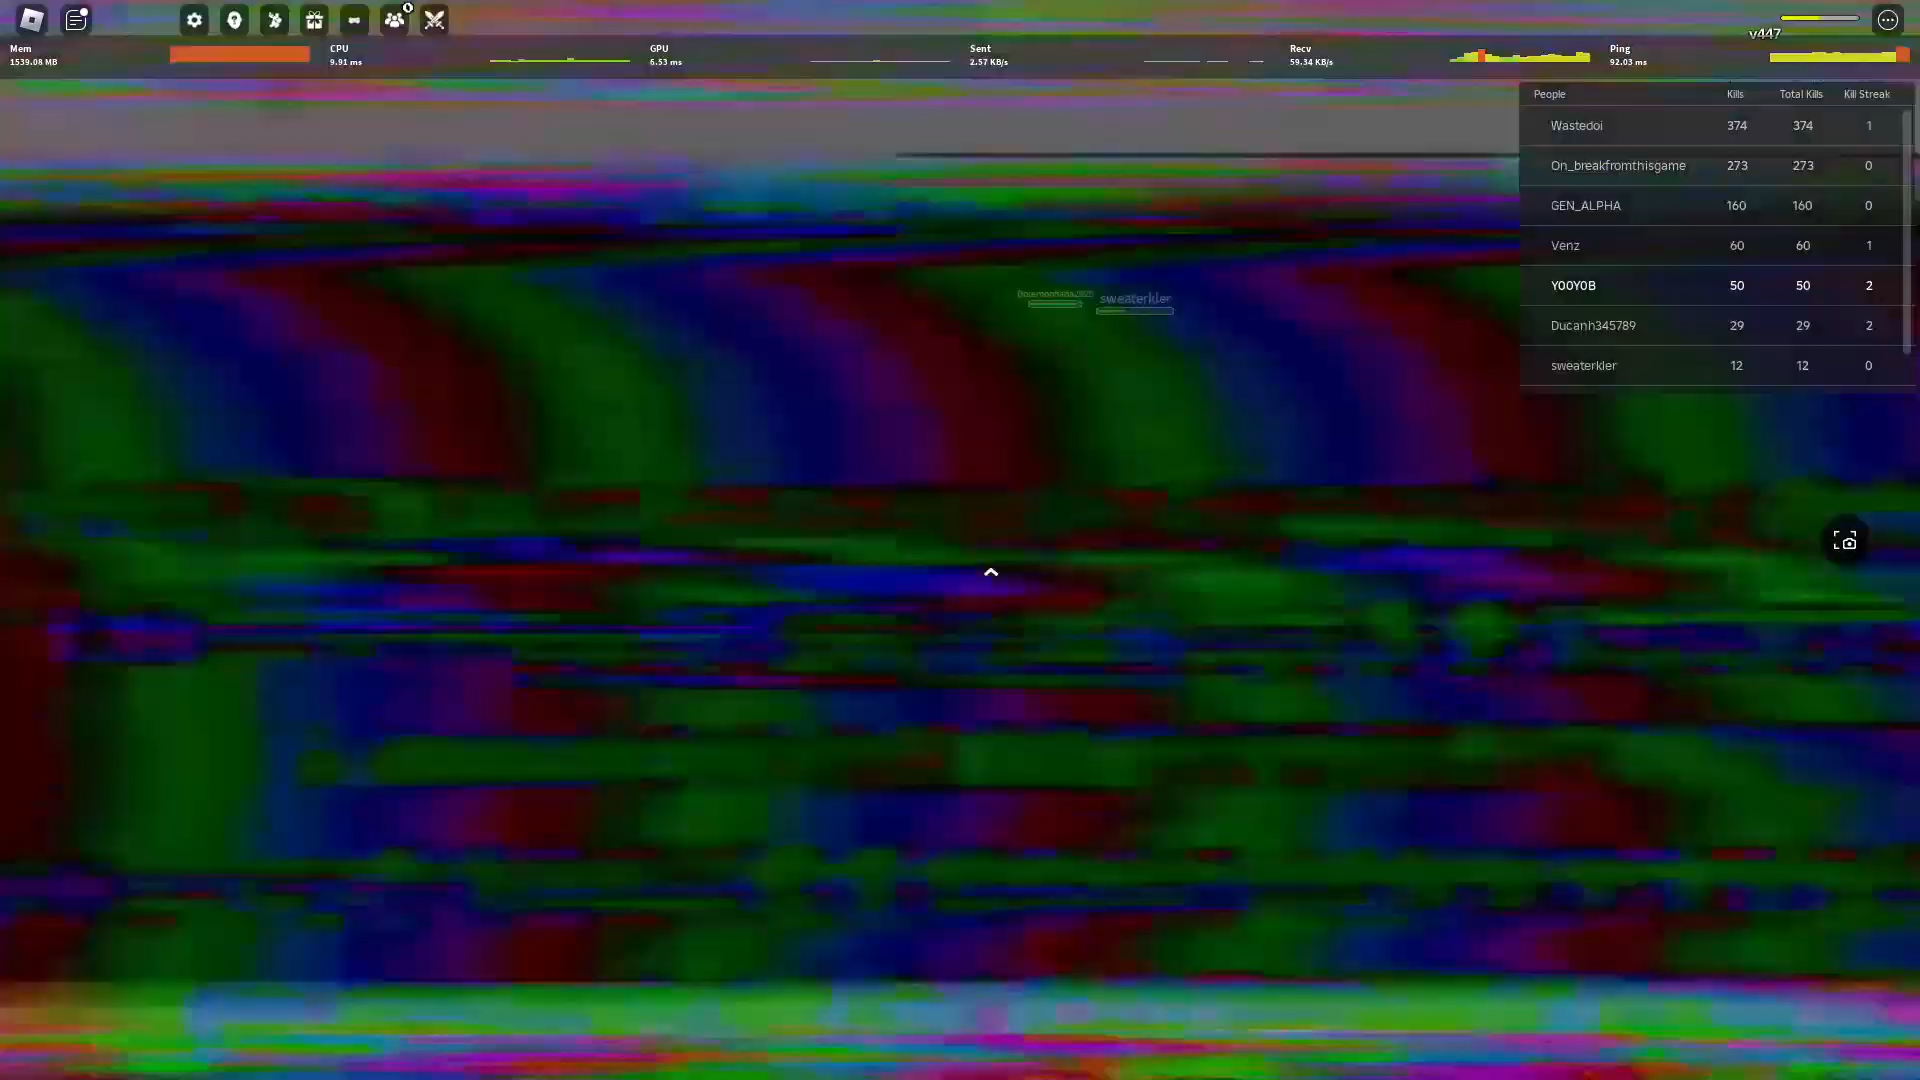 v447
Mem CPU GPU Sent Recv Ping
1539.08 MB 9.91 ms 6.53 ms 2.57 KB/s 59.34 KB/s 92.03 ms
People Kills Total Kills Kill Streak
Wastedoi 374 374 1
On_breakfromthisgame 273 273 0
GEN_ALPHA 160 160 0
Venz 60 60 1
YO0YOB 50 50 2
Ducanh345789 29 29 2
sweaterkler 12 12 0
sweaterkler